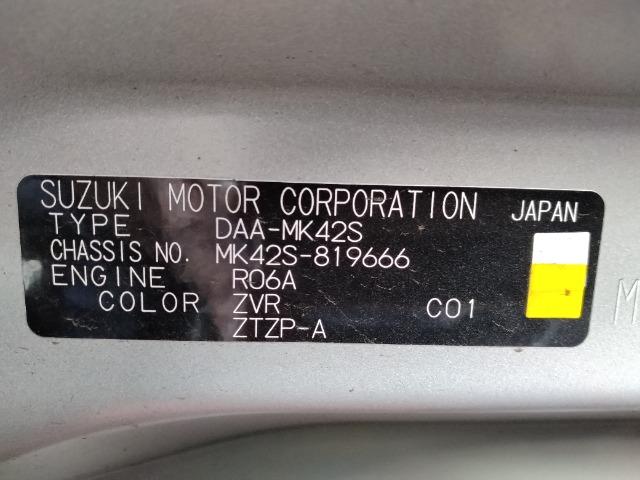 SUZUKI MOTOR CORPORATION JAPAN
TYPE DAA-MK42S
CHASSIS NO. MK42S-819666
ENGINE R06A
COLOR ZVR C01
ZTZP-A